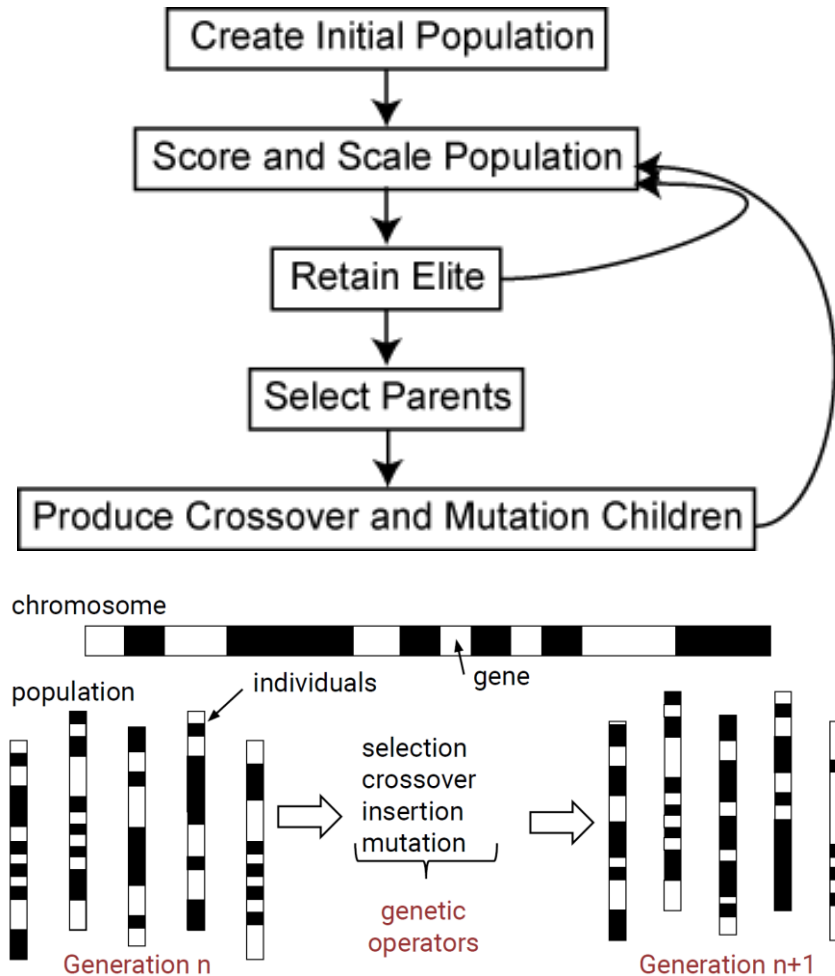 Create Initial Population
Score and Scale Population
Retain Elite
Select Parents
Produce Crossover and Mutation Children
chromosome
gene
individuals
population
selection
crossover
insertion
mutation
genetic
operators
Generation n
Generation n+1